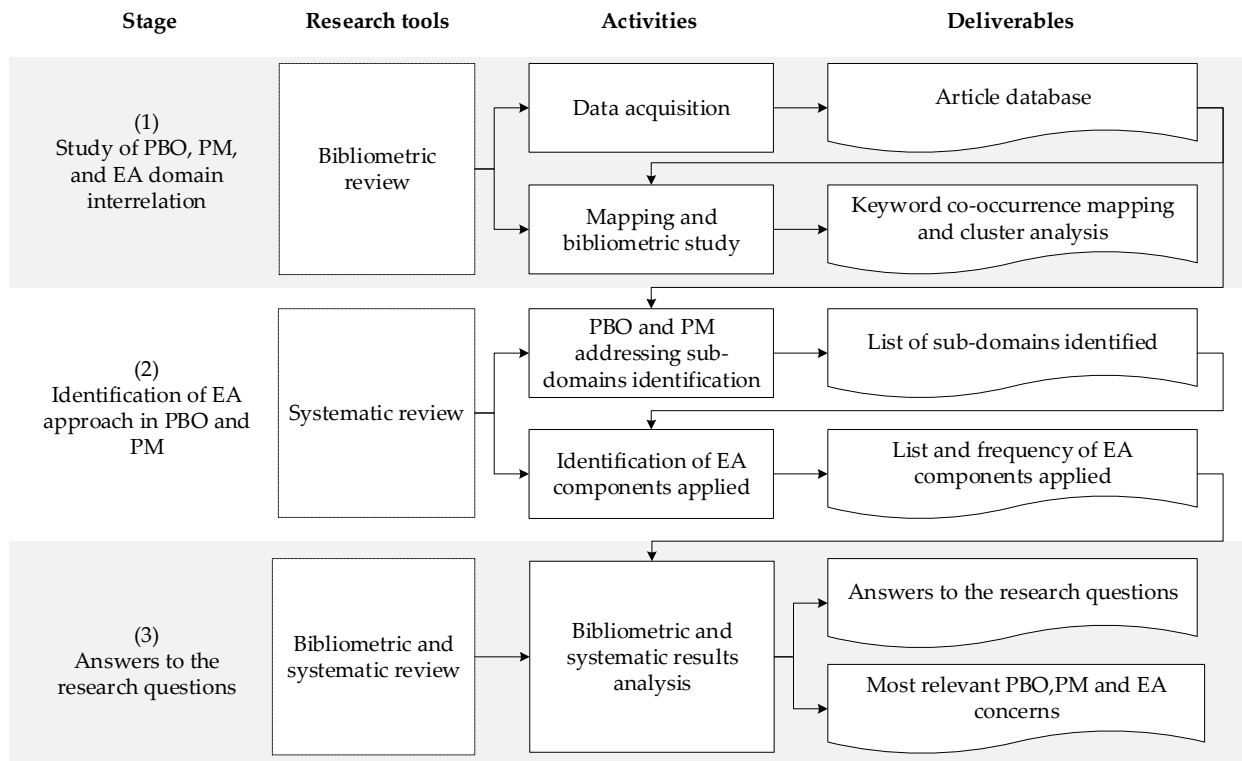 Stage Research tools Activities Deliverables
(1)
Study of PBO, PM,
and EA domain
interrelation
Bibliometric
review
Data acquisition
Article database
Mapping and
bibliometric study
Keyword co-occurrence mapping
and cluster analysis
(2)
Identification of EA
approach in PBO and
PM
Systematic review
PBO and PM
addressing sub-
domains identification
List of sub-domains identified
Identification of EA
components applied
List and frequency of EA
components applied
(3)
Answers to the
research questions
Bibliometric and
systematic review
Bibliometric and
systematic results
analysis
Answers to the research questions
Most relevant PBO,PM and EA
concerns